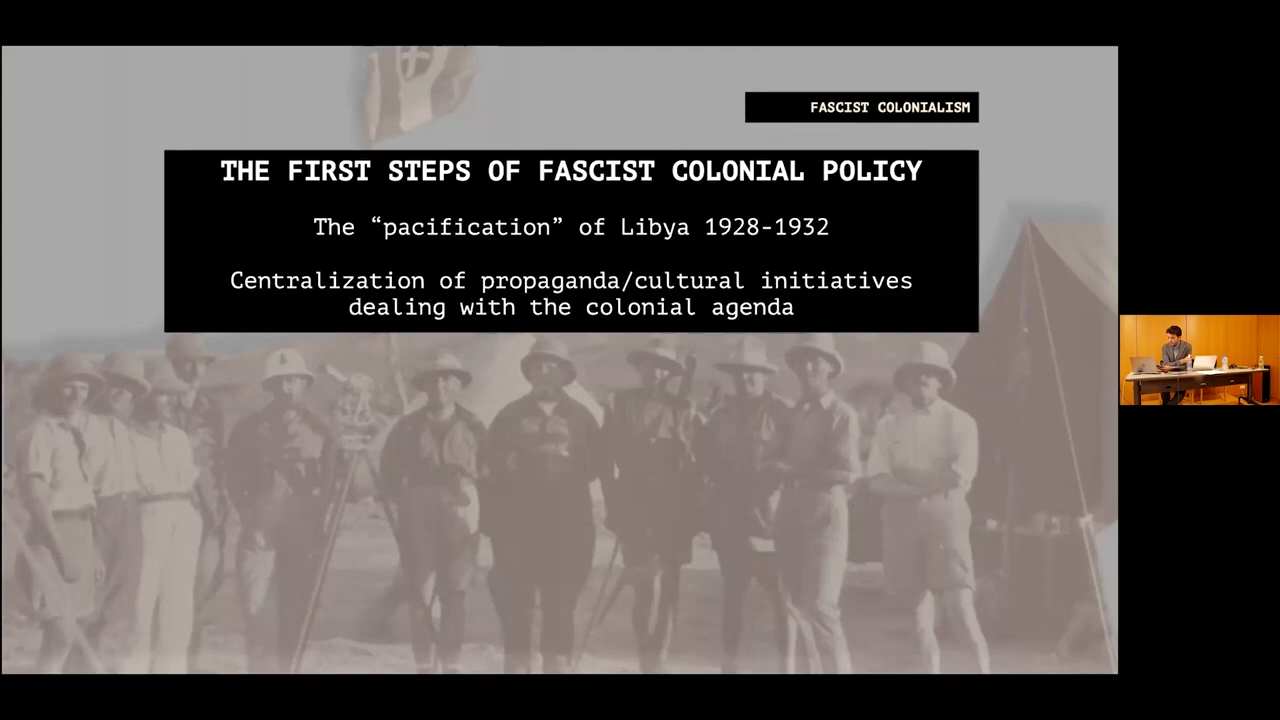 FASCIST COLONIALISM
THE FIRST STEPS OF FASCIST COLONIAL POLICY
The “pacification” of Libya 1928-1932
Centralization of propaganda/cultural initiatives
dealing with the colonial agenda